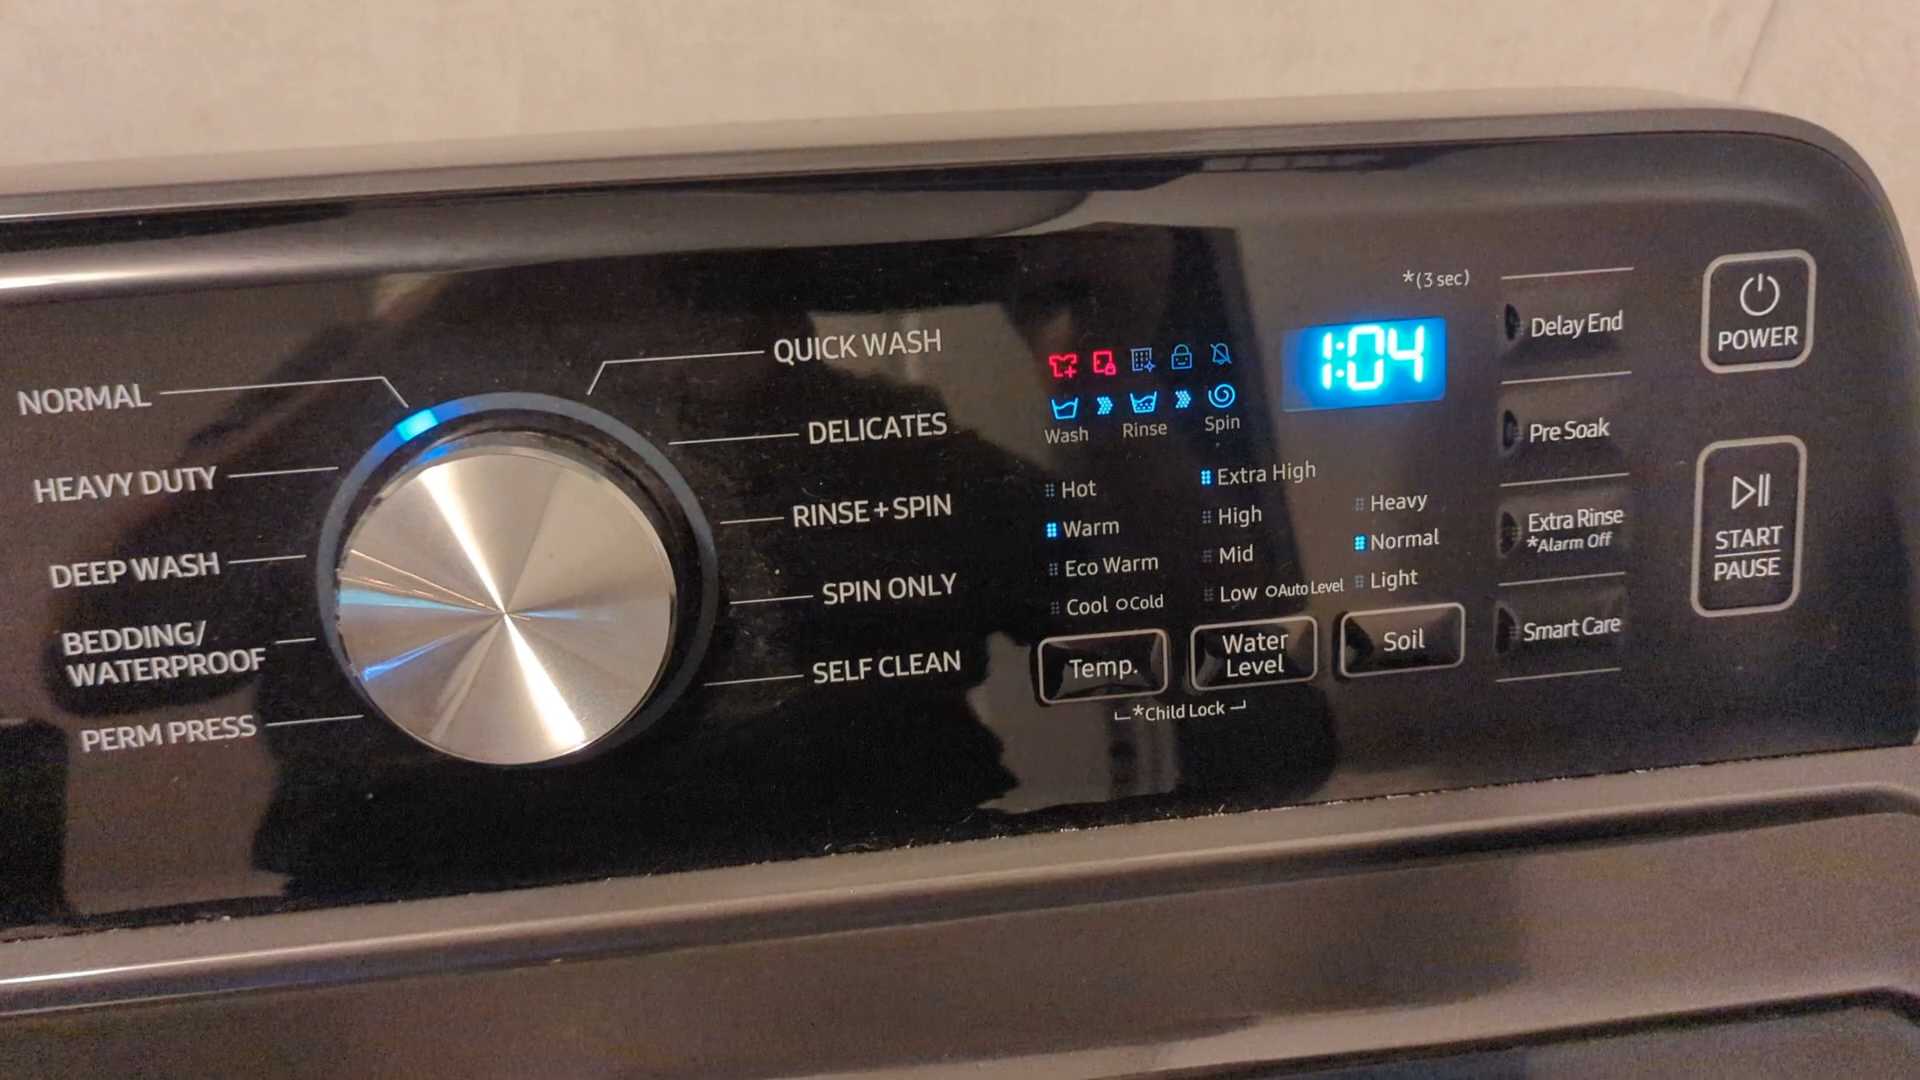 NORMAL
HEAVY DUTY
DEEP WASH
BEDDING/
WATERPROOF
PERM PRESS
QUICK WASH
DELICATES
RINSE + SPIN
SPIN ONLY
SELF CLEAN
Wash
Rinse
Spin
Hot
Warm
Eco Warm
Cool Cold
Temp.
Extra High
High
Mid
Low Auto Level
Water
Level
*Child Lock
Heavy
Normal
Light
Soil
*(3 sec)
1:04
Delay End
Pre Soak
Extra Rinse
*Alarm Off
Smart Care
POWER
START
PAUSE